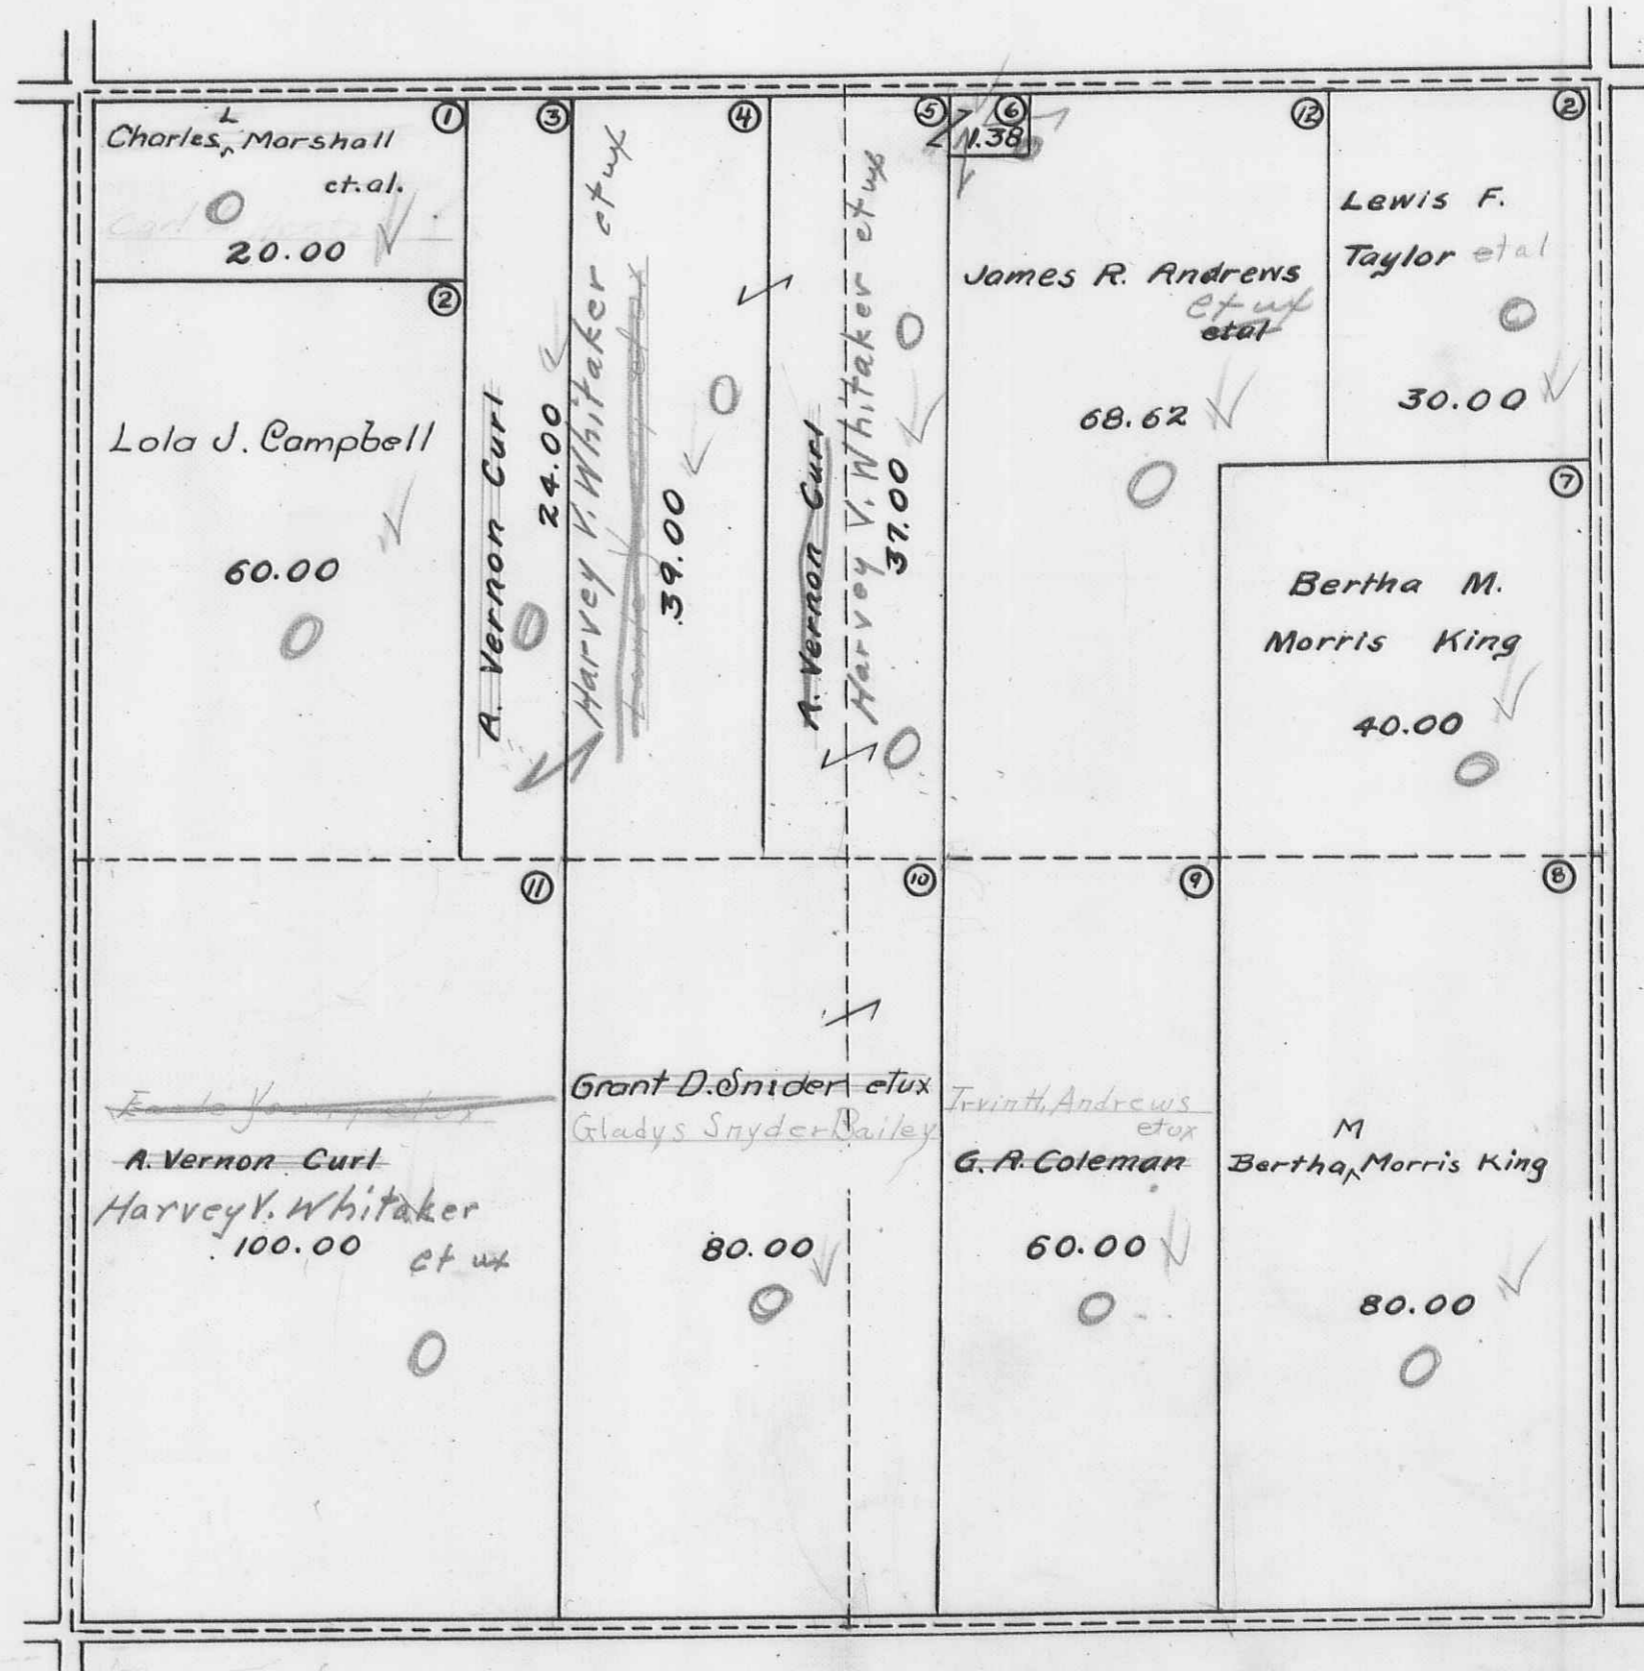 ①
Charles L Marshall
et.al.
20.00
②
Lola J. Campbell
60.00
③
A. Vernon Curl
24.00
④
Harvey V. Whitaker et ux
39.00
⑤
A. Vernon Curl
Harvey V. Whitaker et ux
37.00
⑥
1.38
⑫
James R. Andrews
et ux
etal
68.62
②
Lewis F.
Taylor etal
30.00
⑦
Bertha M.
Morris King
40.00
⑪
A. Vernon Curl
Harvey V. Whitaker
100.00
et ux
⑩
Grant D. Snider etux
Gladys Snyder Bailey
80.00
⑨
Irvin H. Andrews
etux
G. A. Coleman
60.00
⑧
M
Bertha Morris King
80.00